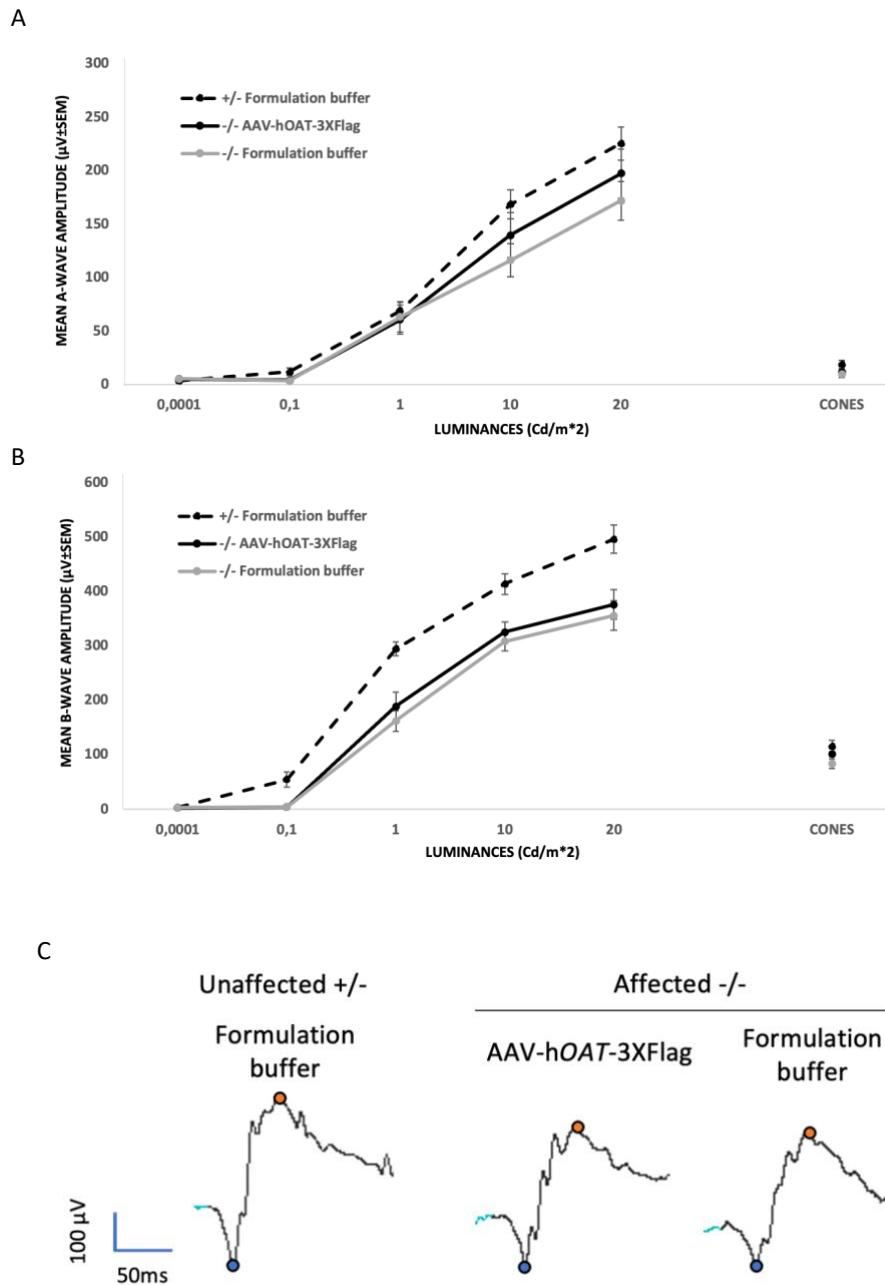 A
300
250
200
150
100
50
0
MEAN A-WAVE AMPLITUDE (µV±SEM)
+/- Formulation buffer
-/- AAV-hOAT-3XFlag
-/- Formulation buffer
0,0001 0,1 1 10 20 CONES
LUMINANCES (Cd/m*2)
B
600
500
400
300
200
100
0
MEAN B-WAVE AMPLITUDE (µV±SEM)
+/- Formulation buffer
-/- AAV-hOAT-3XFlag
-/- Formulation buffer
0,0001 0,1 1 10 20 CONES
LUMINANCES (Cd/m*2)
C
Unaffected +/-
Formulation
buffer
Affected -/-
AAV-hOAT-3XFlag
Formulation
buffer
100 µV
50ms